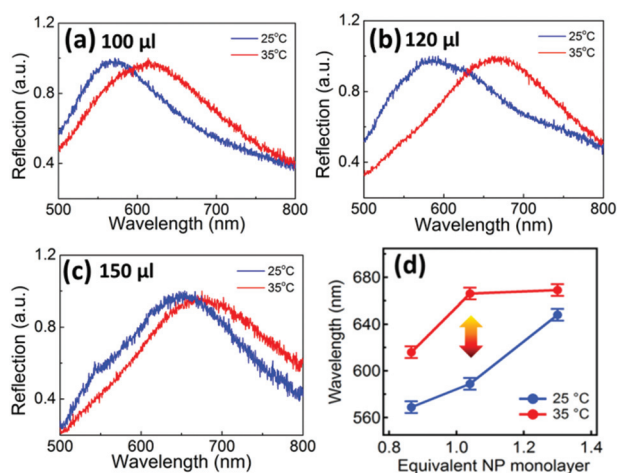 (a) 100 µl
25°C
35°C
1.2
0.8
0.4
Reflection (a.u.)
500 600 700 800
Wavelength (nm)
(b) 120 µl
25°C
35°C
1.2
0.8
0.4
Reflection (a.u.)
500 600 700 800
Wavelength (nm)
(c) 150 µl
25°C
35°C
1.2
0.8
0.4
Reflection (a.u.)
500 600 700 800
Wavelength (nm)
(d)
680
640
600
560
Wavelength (nm)
25 °C
35 °C
0.8 1.0 1.2 1.4
Equivalent NP monolayer